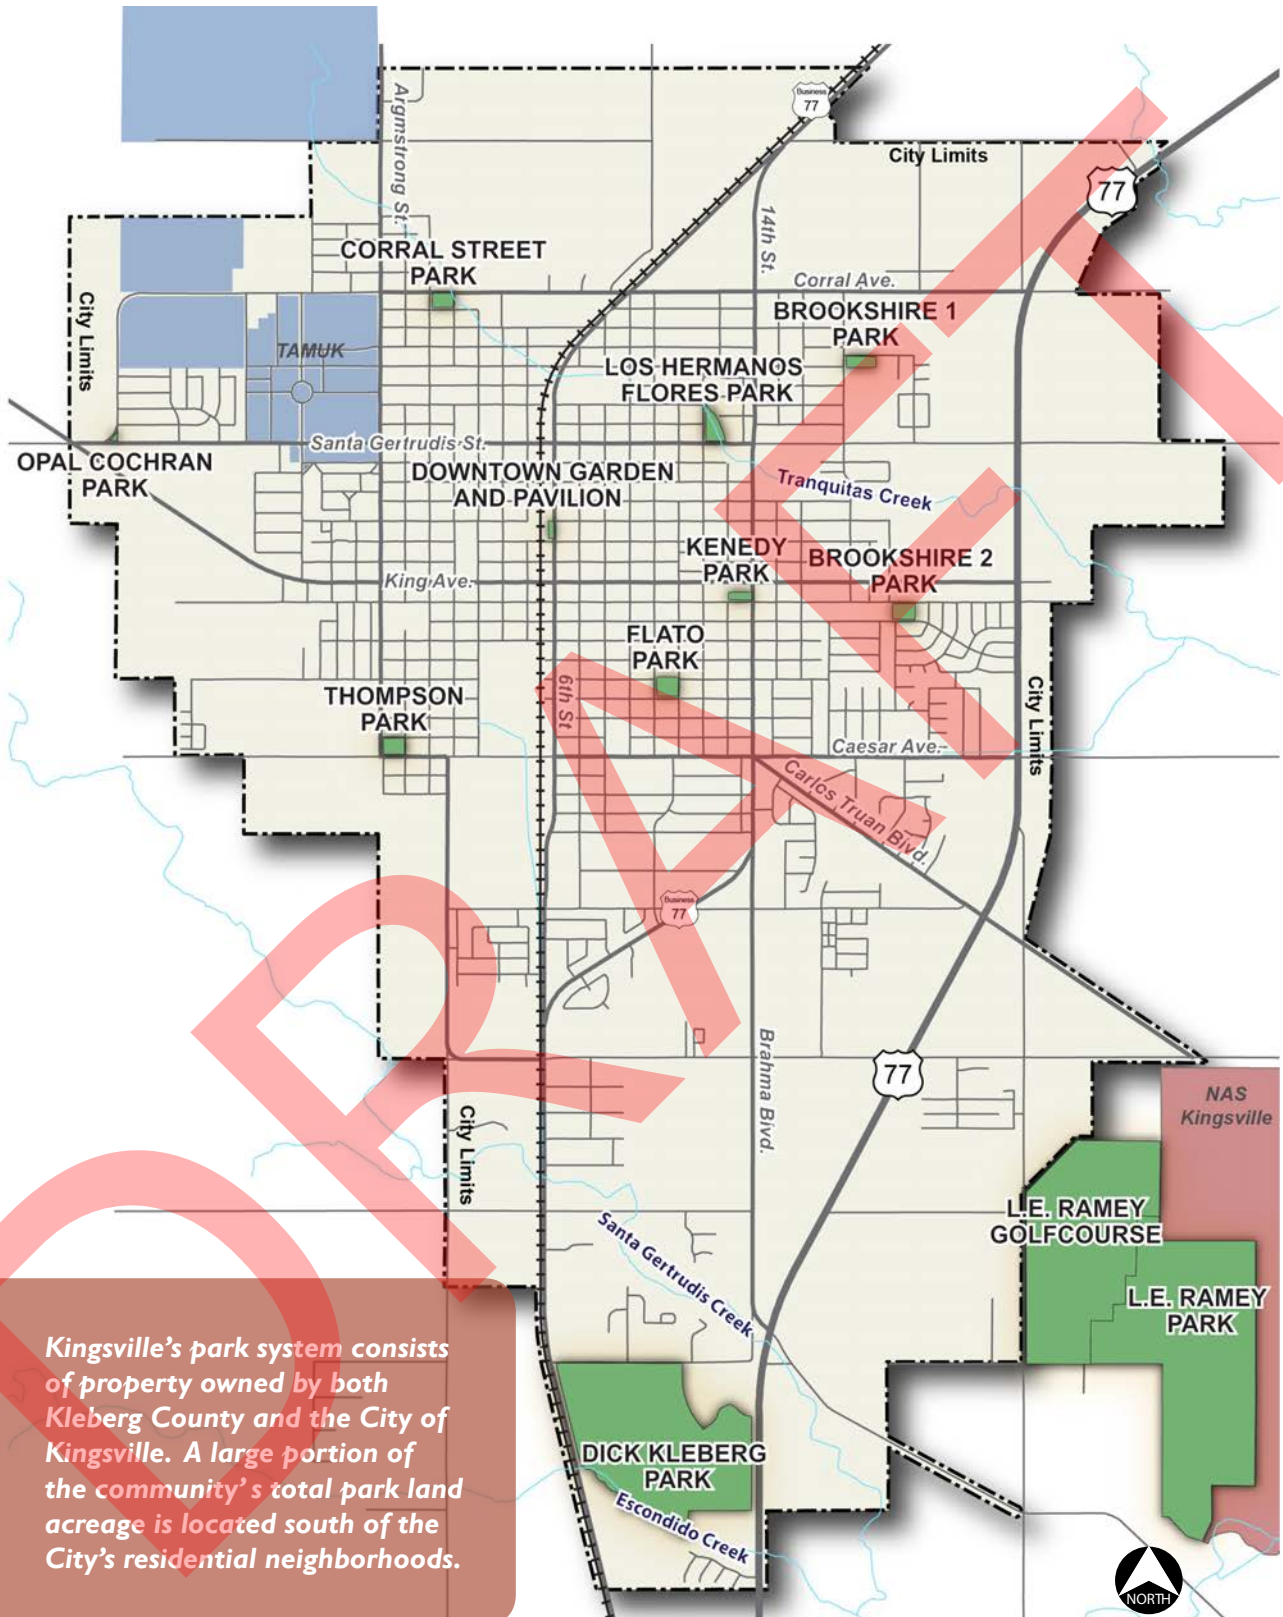 Business
77
City Limits
77
Argmstrong St.
14th St.
CORRAL STREET
PARK
Corral Ave.
City Limits
BROOKSHIRE 1
PARK
TAMUK
LOS HERMANOS
FLORES PARK
Santa Gertrudis St.
OPAL COCHRAN
PARK
DOWNTOWN GARDEN
AND PAVILION
Tranquitas Creek
KENEDY
PARK
BROOKSHIRE 2
PARK
King Ave.
FLATO
PARK
THOMPSON
PARK
6th St
City Limits
Caesar Ave.
Carlos Truan Blvd.
Business
77
Brahma Blvd.
77
NAS
Kingsville
City Limits
L.E. RAMEY
GOLFCOURSE
Santa Gertrudis Creek
L.E. RAMEY
PARK
Kingsville's park system consists
of property owned by both
Kleberg County and the City of
Kingsville. A large portion of
the community' s total park land
acreage is located south of the
City's residential neighborhoods.
DICK KLEBERG
PARK
Escondido Creek
NORTH
DRAFT